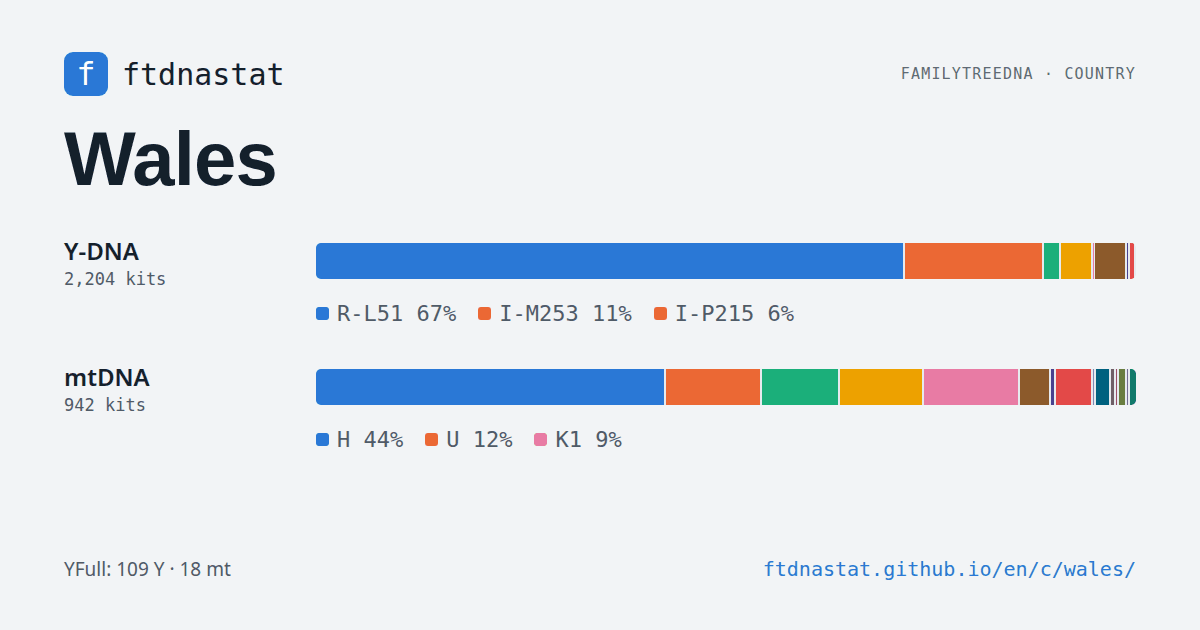 f ftdnastat
FAMILYTREEDNA · COUNTRY
Wales
Y-DNA
2,204 kits
R-L51 67% I-M253 11% I-P215 6%
mtDNA
942 kits
H 44% U 12% K1 9%
YFull: 109 Y · 18 mt
ftdnastat.github.io/en/c/wales/